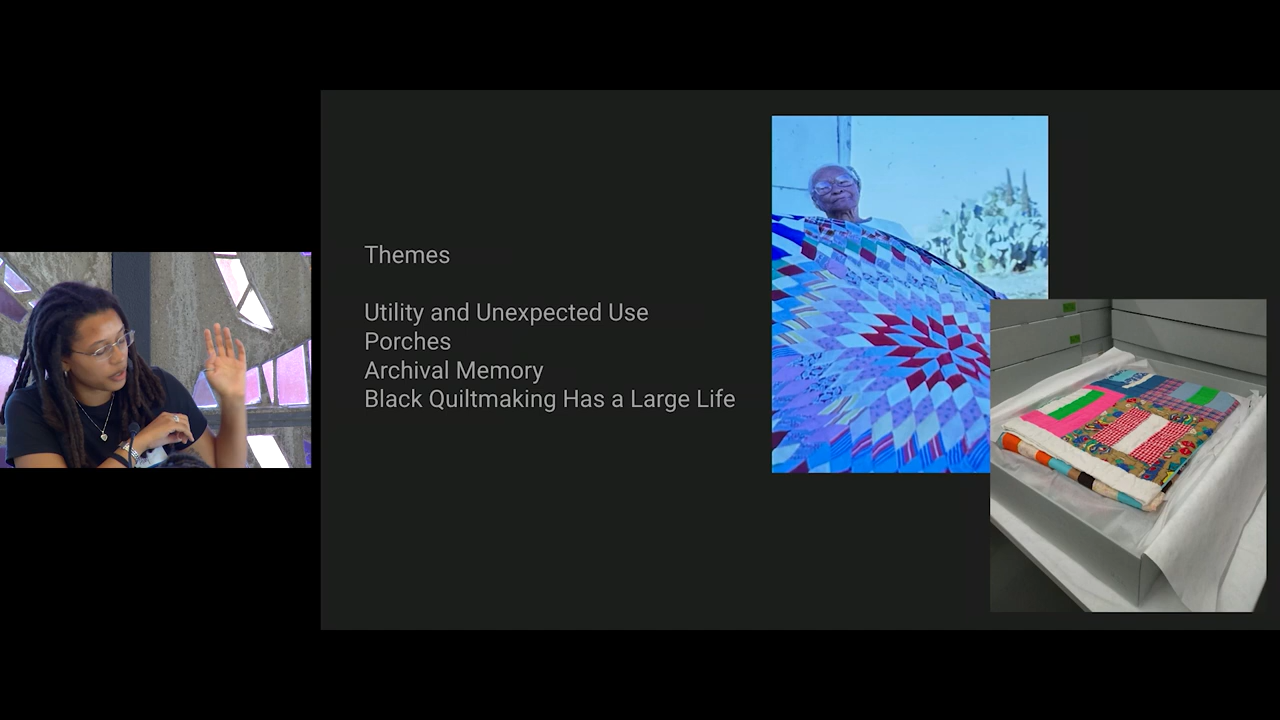 Themes
Utility and Unexpected Use
Porches
Archival Memory
Black Quiltmaking Has a Large Life